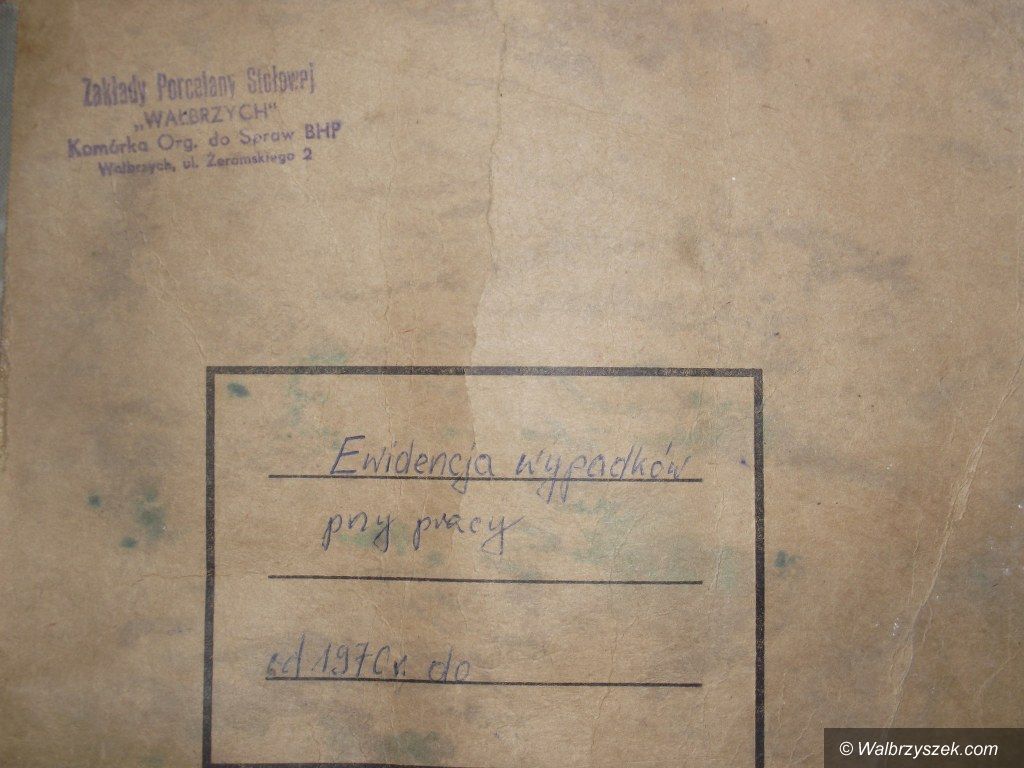 Zakłady Porcelany Stołowej
„WAŁBRZYCH"
Komórka Org. do Spraw BHP
Wałbrzych, ul. Żeromskiego 2
Ewidencja wypadków
przy pracy
od 1970r. do
© Walbrzyszek.com